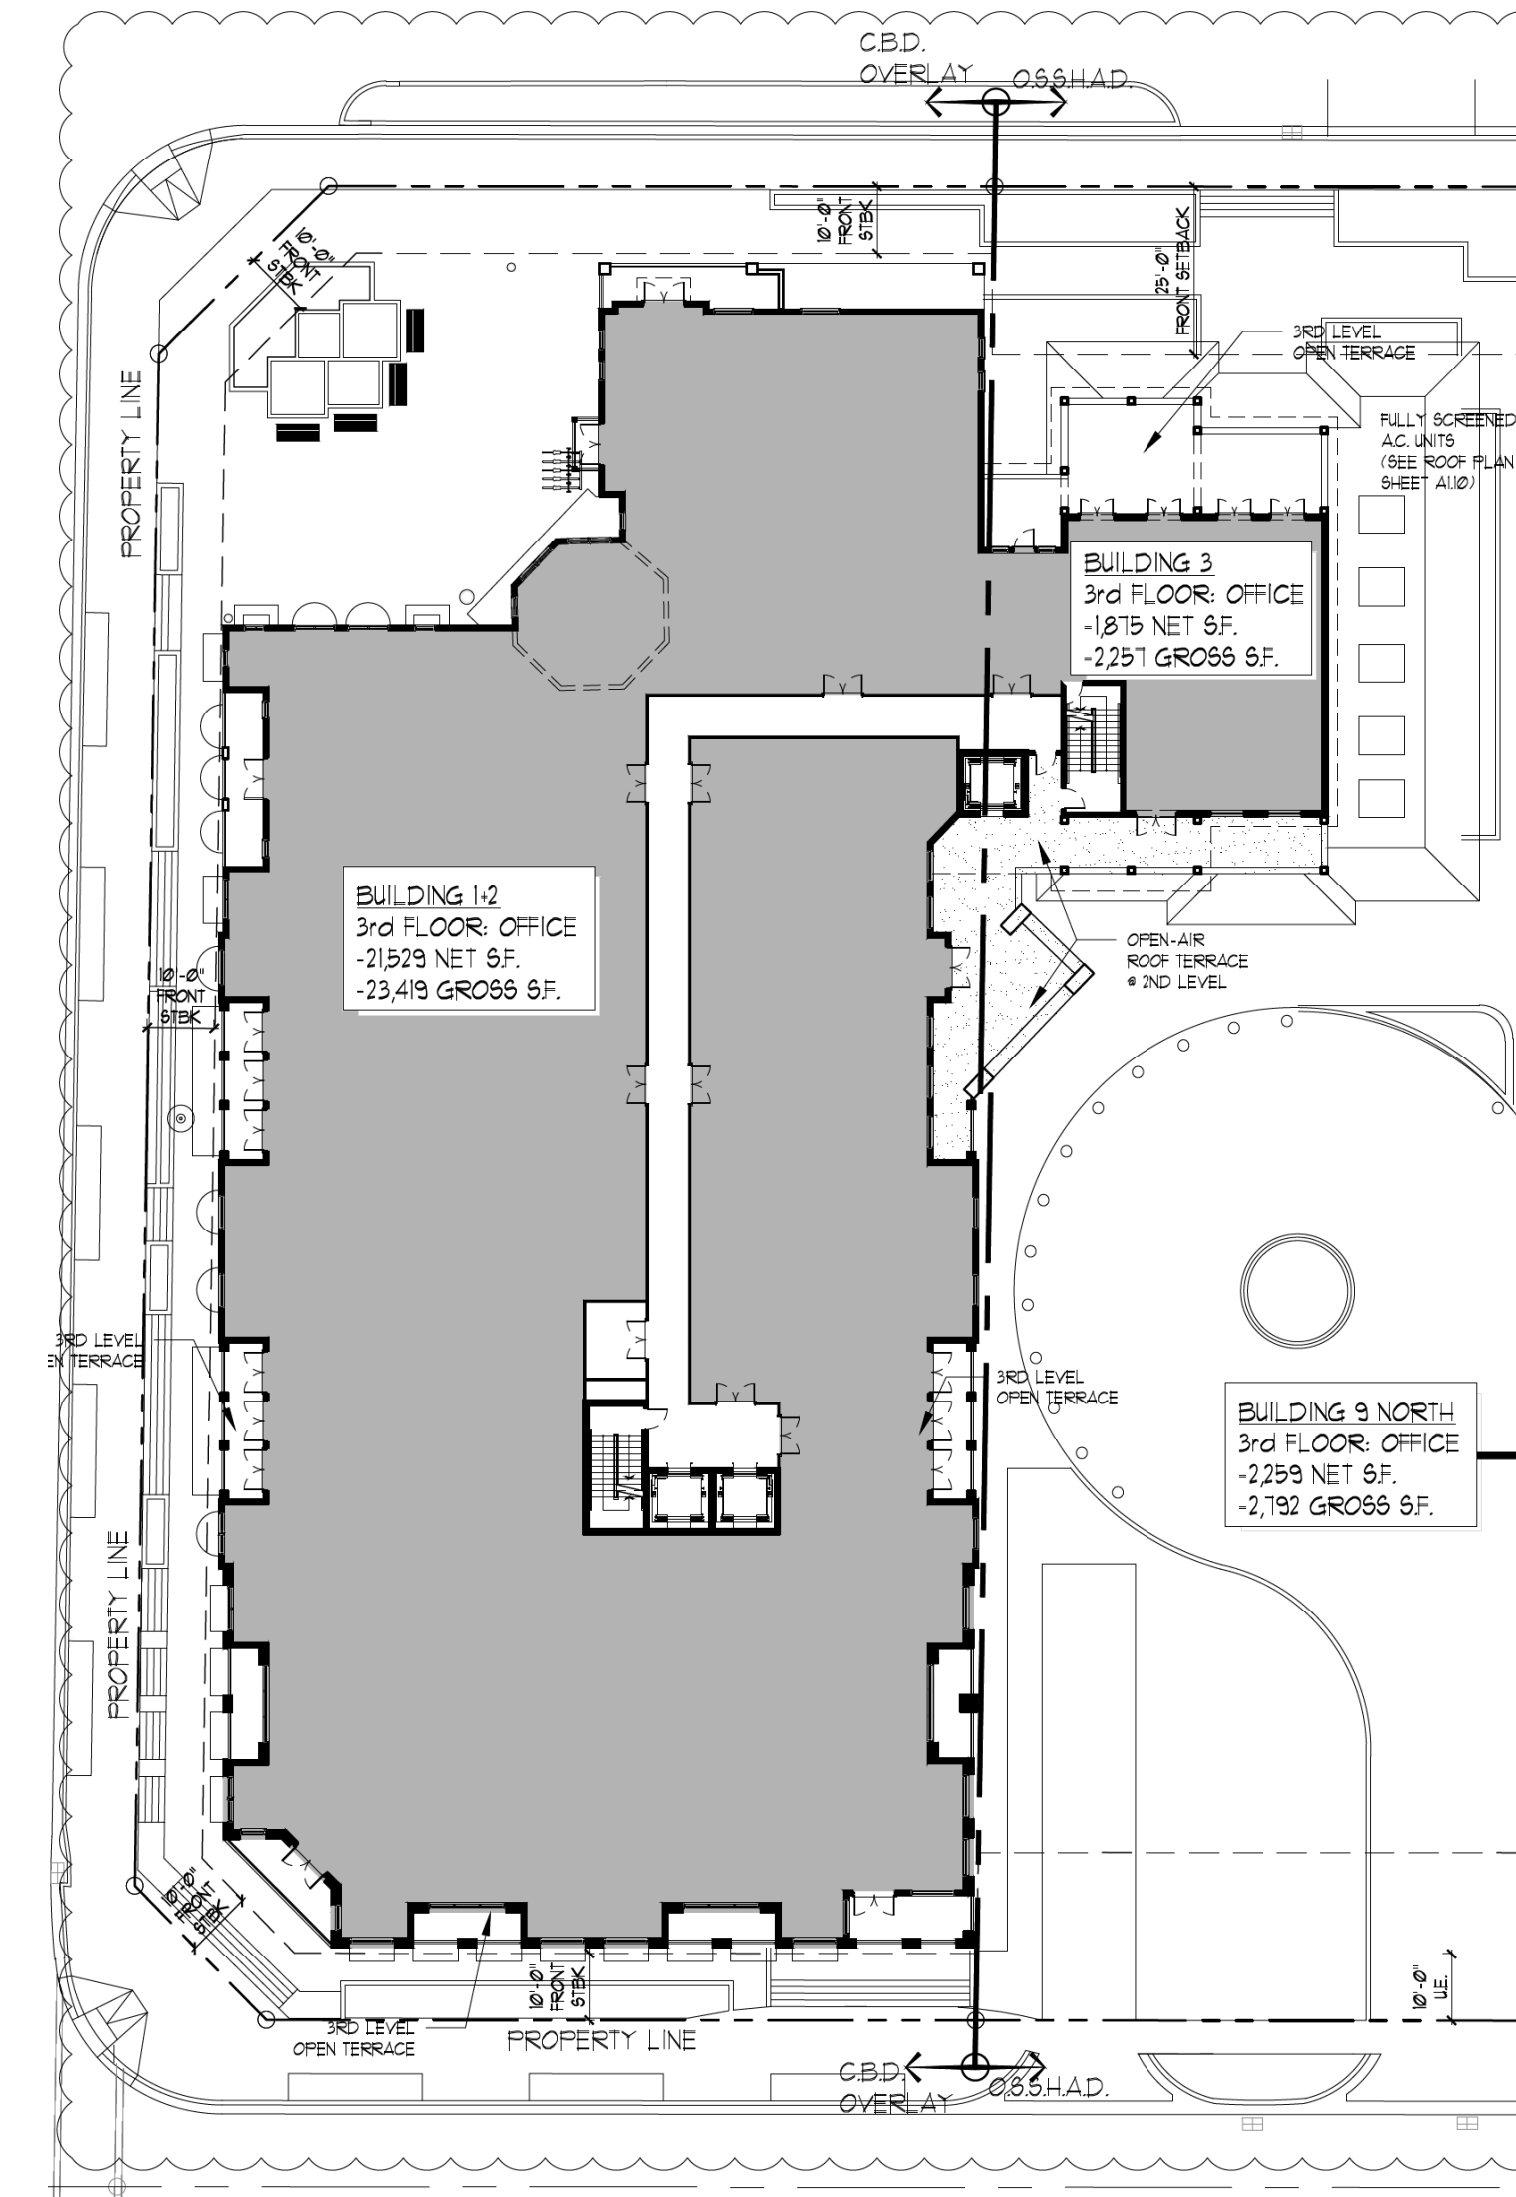 C.B.D.
OVERLAY
O.S.S.H.A.D.
10'-0"
FRONT
STBK
10'-0"
FRONT
STBK
25'-0"
FRONT SETBACK
3RD LEVEL
OPEN TERRACE
PROPERTY LINE
FULLY SCREENED
A.C. UNITS
(SEE ROOF PLAN
SHEET A1.10)
BUILDING 3
3rd FLOOR: OFFICE
-1,875 NET S.F.
-2,257 GROSS S.F.
BUILDING 1+2
3rd FLOOR: OFFICE
-21,529 NET S.F.
-23,419 GROSS S.F.
OPEN-AIR
ROOF TERRACE
@ 2ND LEVEL
10'-0"
FRONT
STBK
3RD LEVEL
EN TERRACE
3RD LEVEL
OPEN TERRACE
BUILDING 9 NORTH
3rd FLOOR: OFFICE
-2,259 NET S.F.
-2,792 GROSS S.F.
PROPERTY LINE
10'-0"
FRONT
STBK
10'-0"
FRONT
STBK
10'-0"
U.E.
3RD LEVEL
OPEN TERRACE
PROPERTY LINE
C.B.D.
OVERLAY
O.S.S.H.A.D.